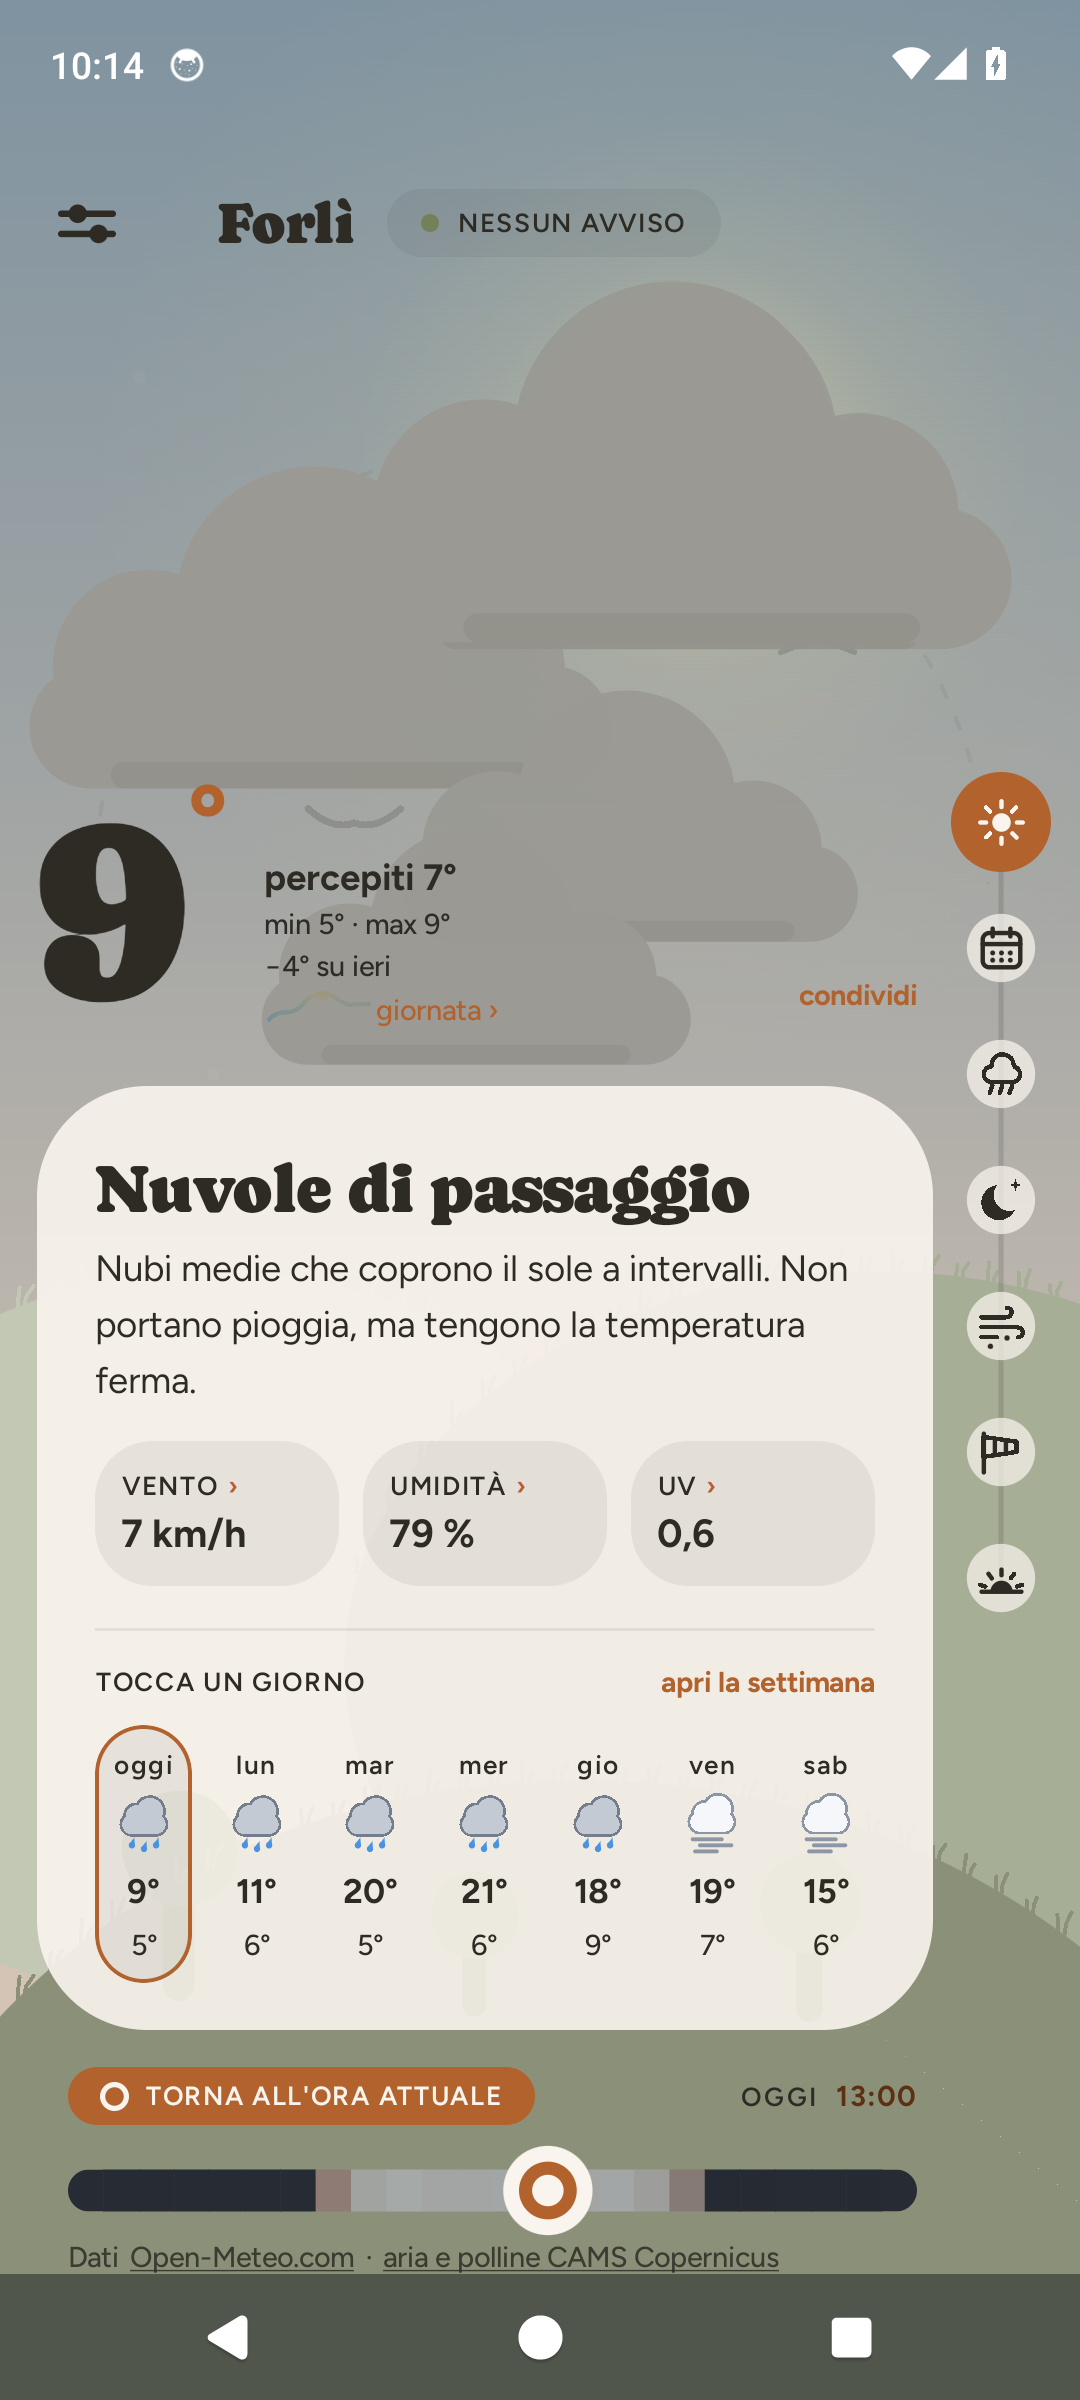 10:14
Forlì
NESSUN AVVISO
9°
percepiti 7°
min 5° · max 9°
−4° su ieri
giornata ›
condividi
Nuvole di passaggio
Nubi medie che coprono il sole a intervalli. Non
portano pioggia, ma tengono la temperatura
ferma.
VENTO › UMIDITÀ › UV ›
7 km/h 79 % 0,6
TOCCA UN GIORNO apri la settimana
oggi lun mar mer gio ven sab
9° 11° 20° 21° 18° 19° 15°
5° 6° 5° 6° 9° 7° 6°
TORNA ALL'ORA ATTUALE OGGI 13:00
Dati Open-Meteo.com · aria e polline CAMS Copernicus